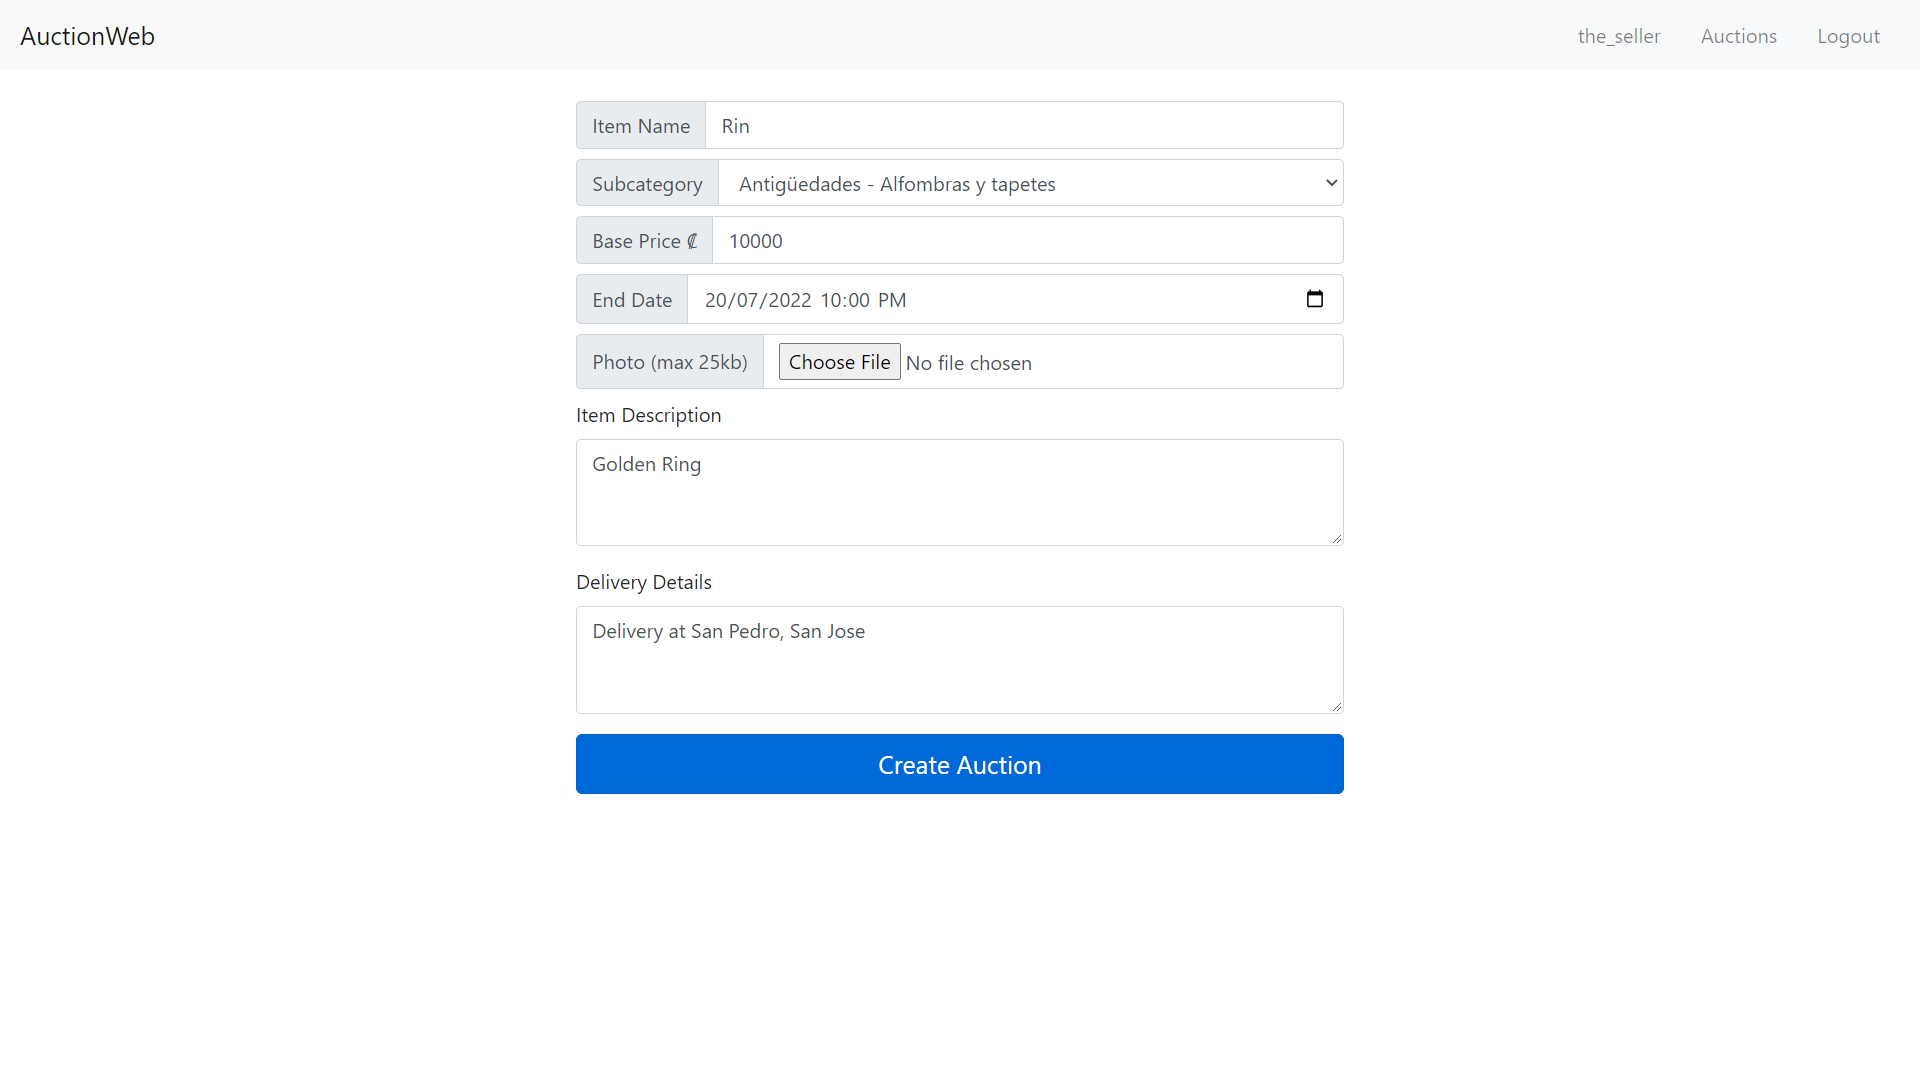 AuctionWeb the_seller Auctions Logout
Item Name Rin
Subcategory Antigüedades - Alfombras y tapetes
Base Price ₡ 10000
End Date 20/07/2022 10:00 PM
Photo (max 25kb) Choose File No file chosen
Item Description
Golden Ring
Delivery Details
Delivery at San Pedro, San Jose
Create Auction